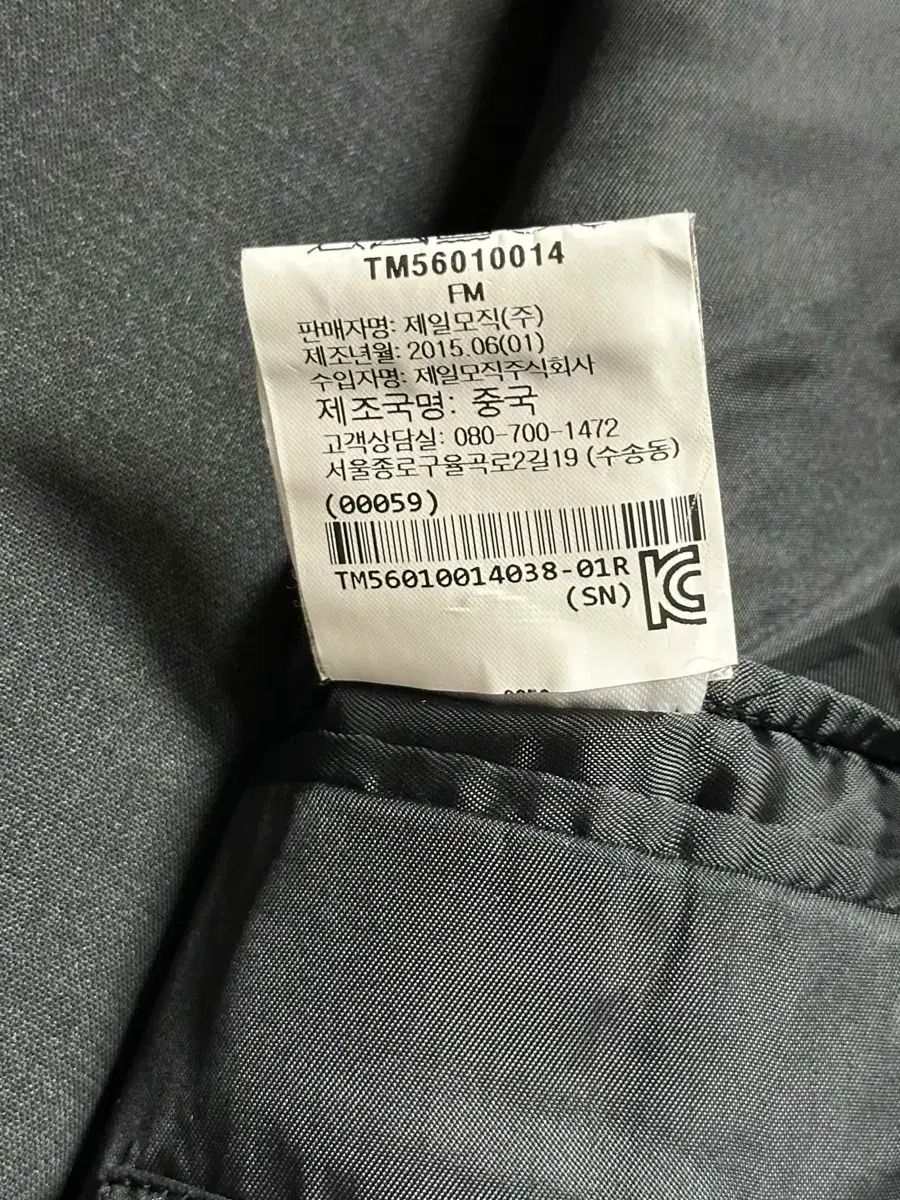 TM56010014
FM
판매자명: 제일모직(주)
제조년월: 2015.06(01)
수입자명: 제일모직주식회사
제조국명: 중국
고객상담실: 080-700-1472
서울종로구율곡로2길19 (수송동)
(00059)
TM56010014038-01R
(SN)